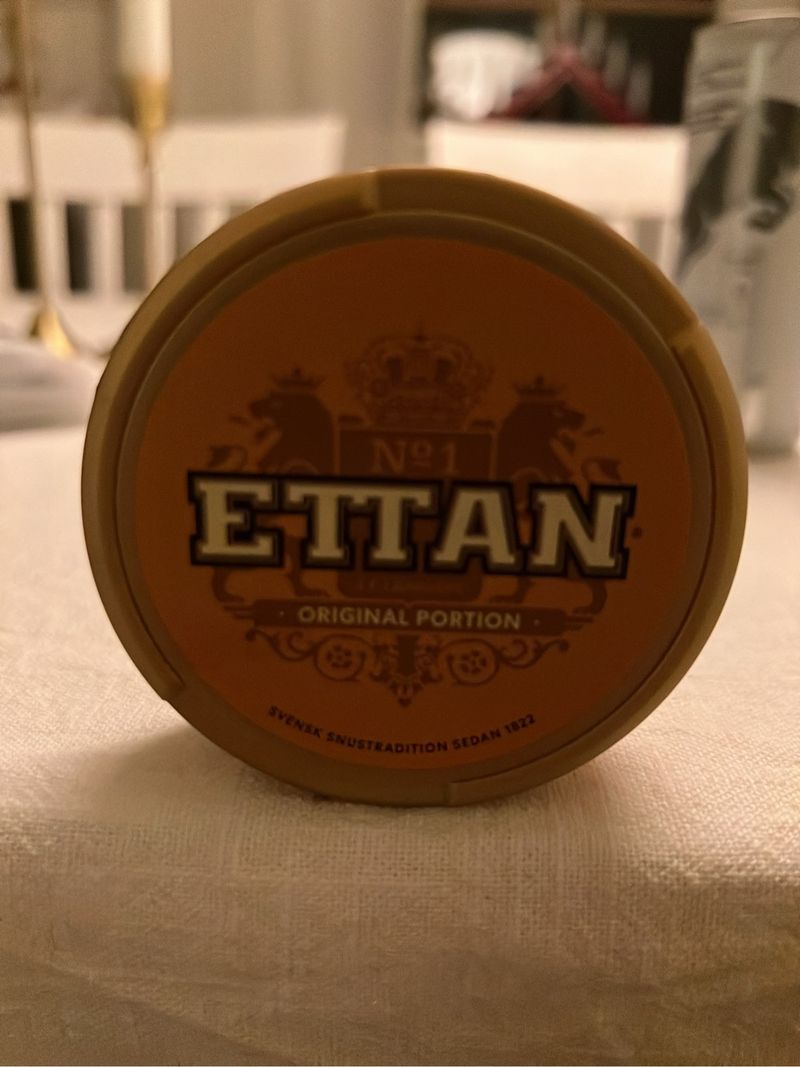 Nº1
ETTAN
· ORIGINAL PORTION ·
SVENSK SNUSTRADITION SEDAN 1822